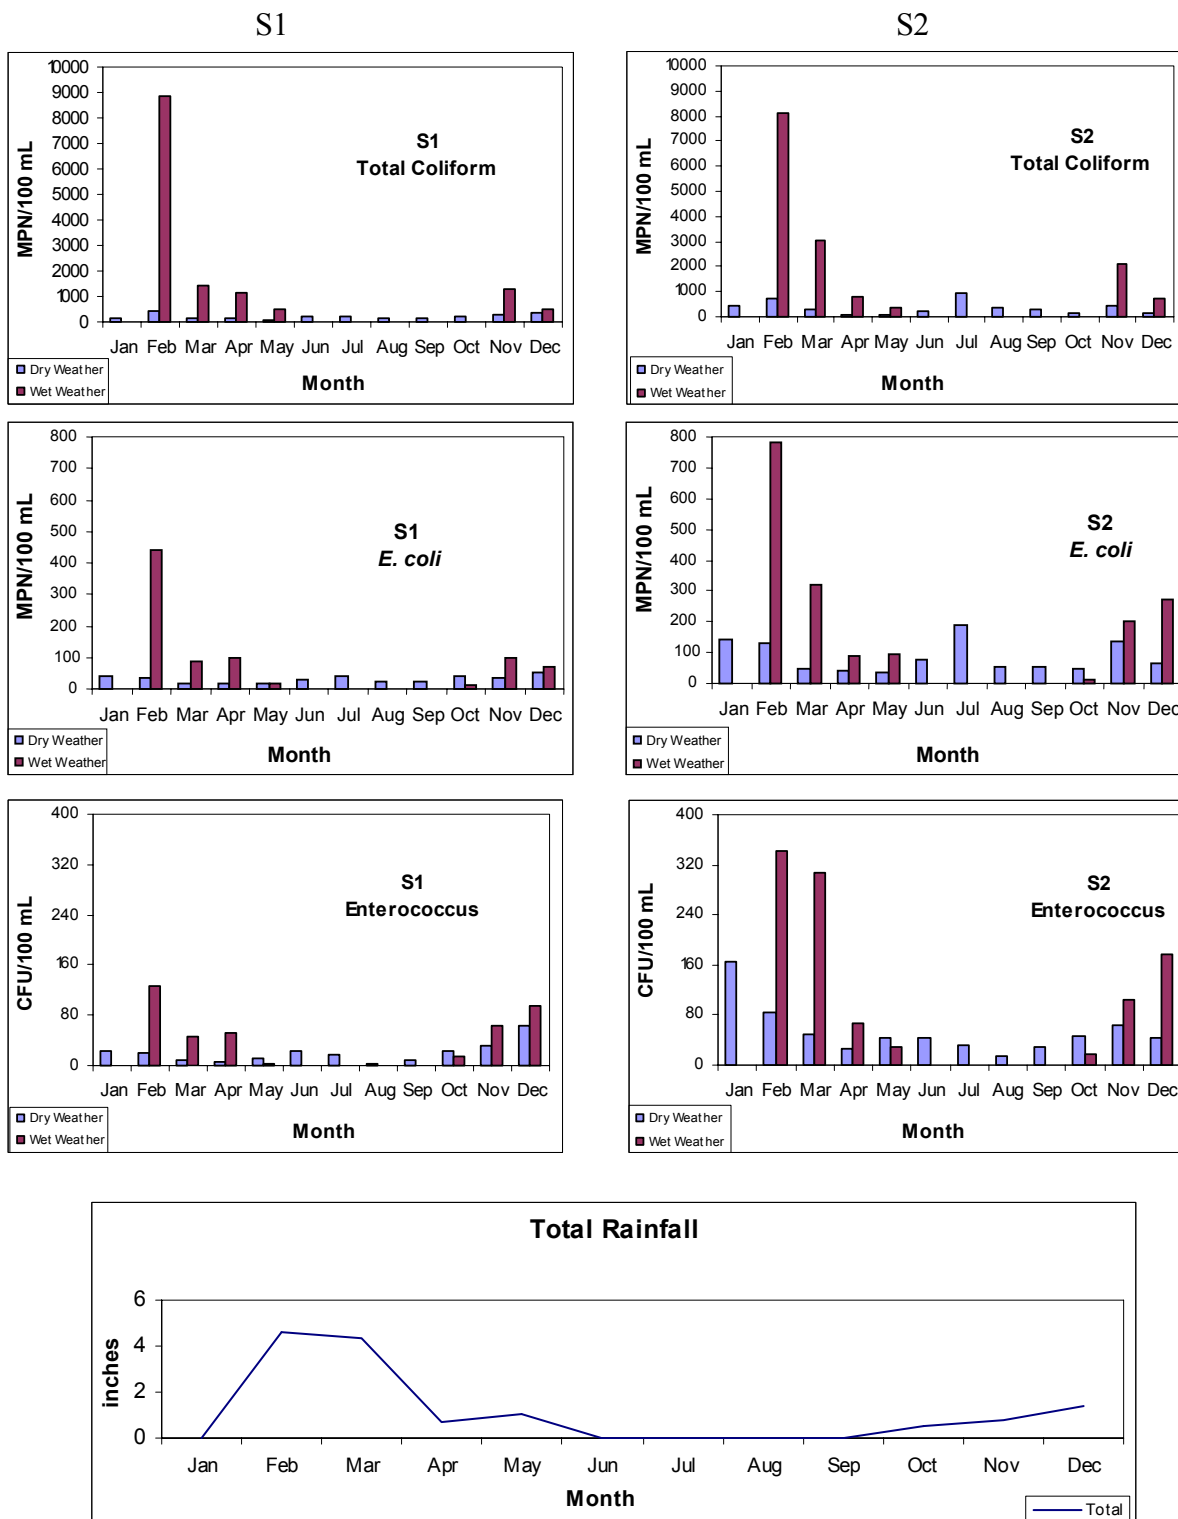 S1
S2
10000
9000
8000
7000
6000
5000
4000
3000
2000
1000
0
MPN/100 mL
S1
Total Coliform
Jan Feb Mar Apr May Jun Jul Aug Sep Oct Nov Dec
Dry Weather
Wet Weather
Month
10000
9000
8000
7000
6000
5000
4000
3000
2000
1000
0
MPN/100 mL
S2
Total Coliform
Jan Feb Mar Apr May Jun Jul Aug Sep Oct Nov Dec
Dry Weather
Wet Weather
Month
800
700
600
500
400
300
200
100
0
MPN/100 mL
S1
E. coli
Jan Feb Mar Apr May Jun Jul Aug Sep Oct Nov Dec
Dry Weather
Wet Weather
Month
800
700
600
500
400
300
200
100
0
MPN/100 mL
S2
E. coli
Jan Feb Mar Apr May Jun Jul Aug Sep Oct Nov Dec
Dry Weather
Wet Weather
Month
400
320
240
160
80
0
CFU/100 mL
S1
Enterococcus
Jan Feb Mar Apr May Jun Jul Aug Sep Oct Nov Dec
Dry Weather
Wet Weather
Month
400
320
240
160
80
0
CFU/100 mL
S2
Enterococcus
Jan Feb Mar Apr May Jun Jul Aug Sep Oct Nov Dec
Dry Weather
Wet Weather
Month
Total Rainfall
6
4
2
0
inches
Jan Feb Mar Apr May Jun Jul Aug Sep Oct Nov Dec
Month
Total